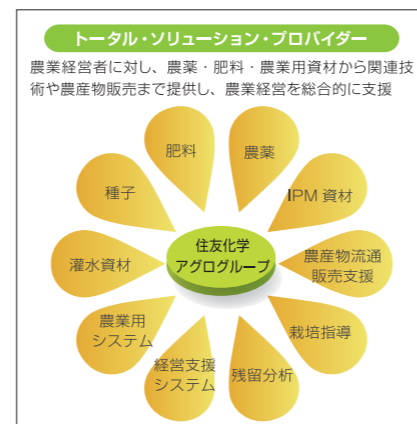 トータル・ソリューション・プロバイダー
農業経営者に対し、農薬・肥料・農業用資材から関連技
術や農産物販売まで提供し、農業経営を総合的に支援
肥料
農薬
種子
IPM 資材
灌水資材
住友化学
アグログループ
農産物流通
販売支援
農業用
システム
栽培指導
経営支援
システム
残留分析